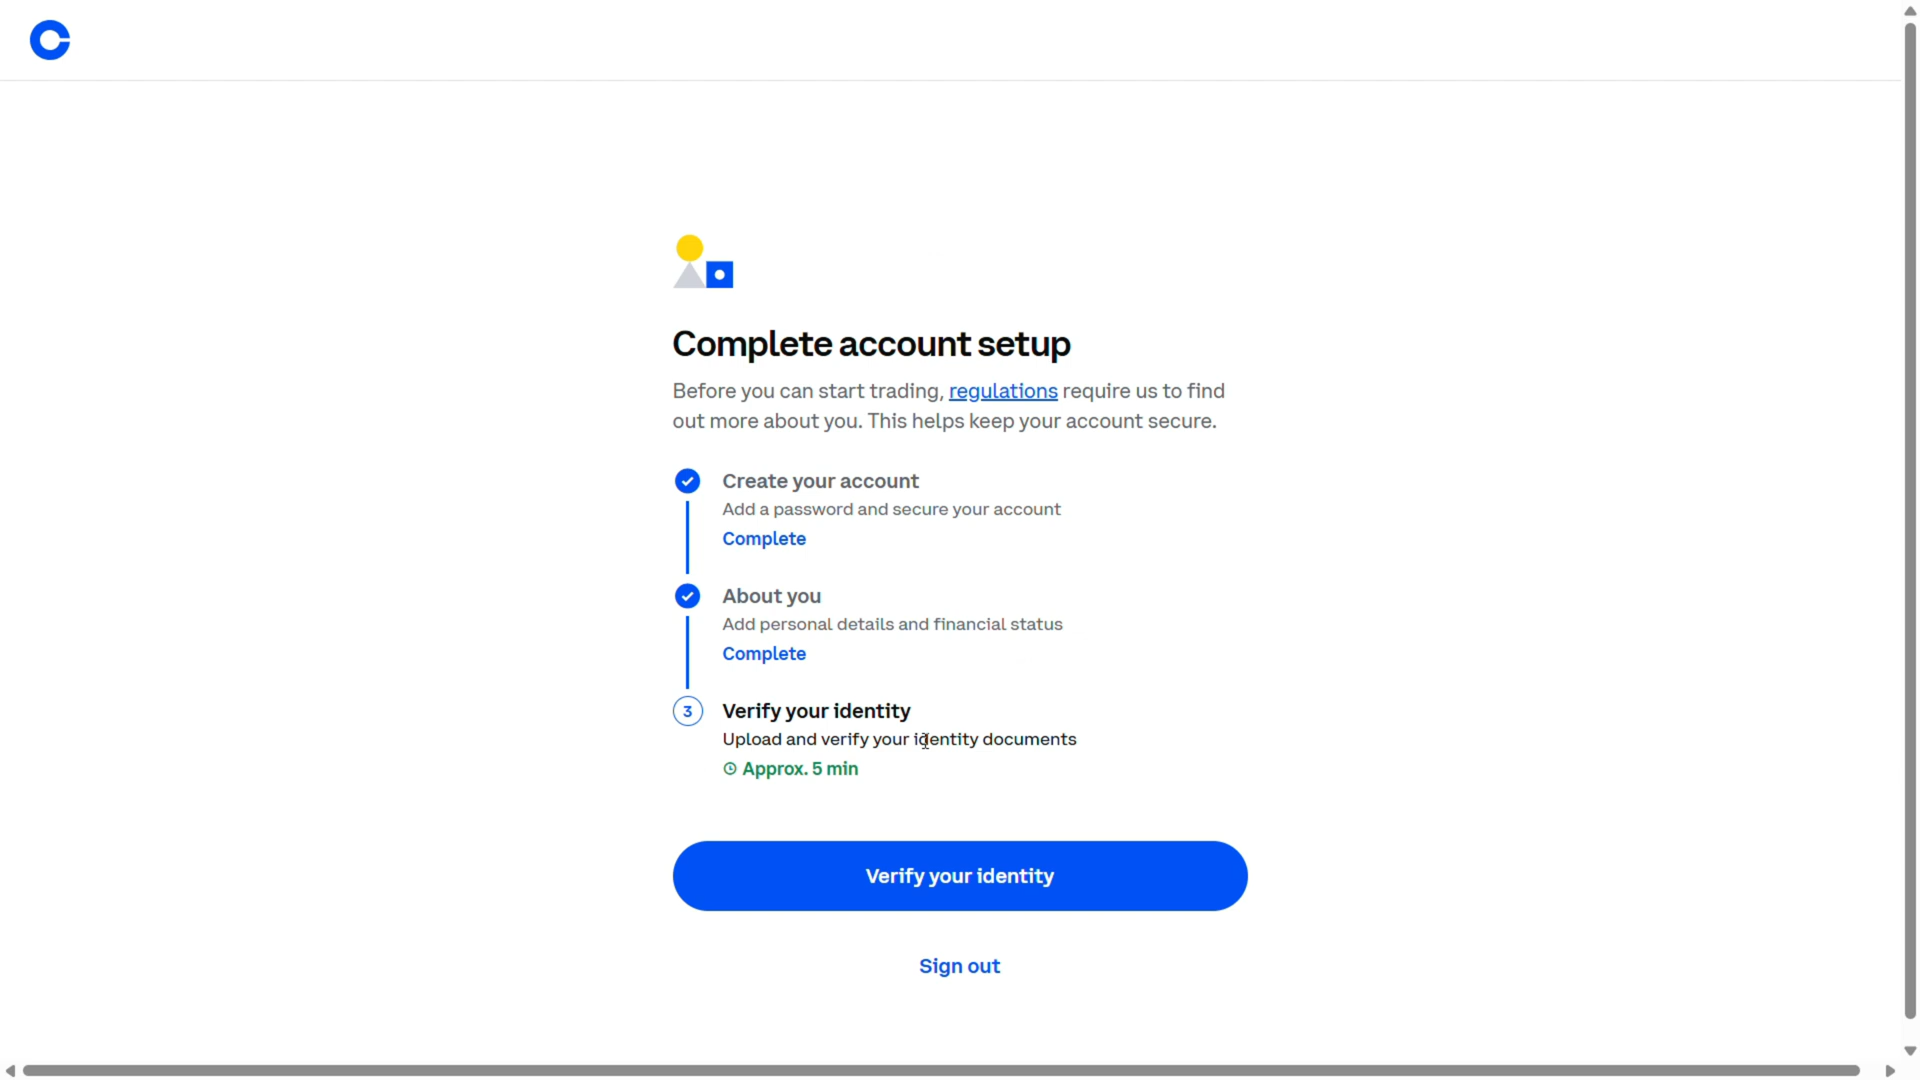 Complete account setup
Before you can start trading, regulations require us to find
out more about you. This helps keep your account secure.
Create your account
Add a password and secure your account
Complete
About you
Add personal details and financial status
Complete
3
Verify your identity
Upload and verify your identity documents
Approx. 5 min
Verify your identity
Sign out